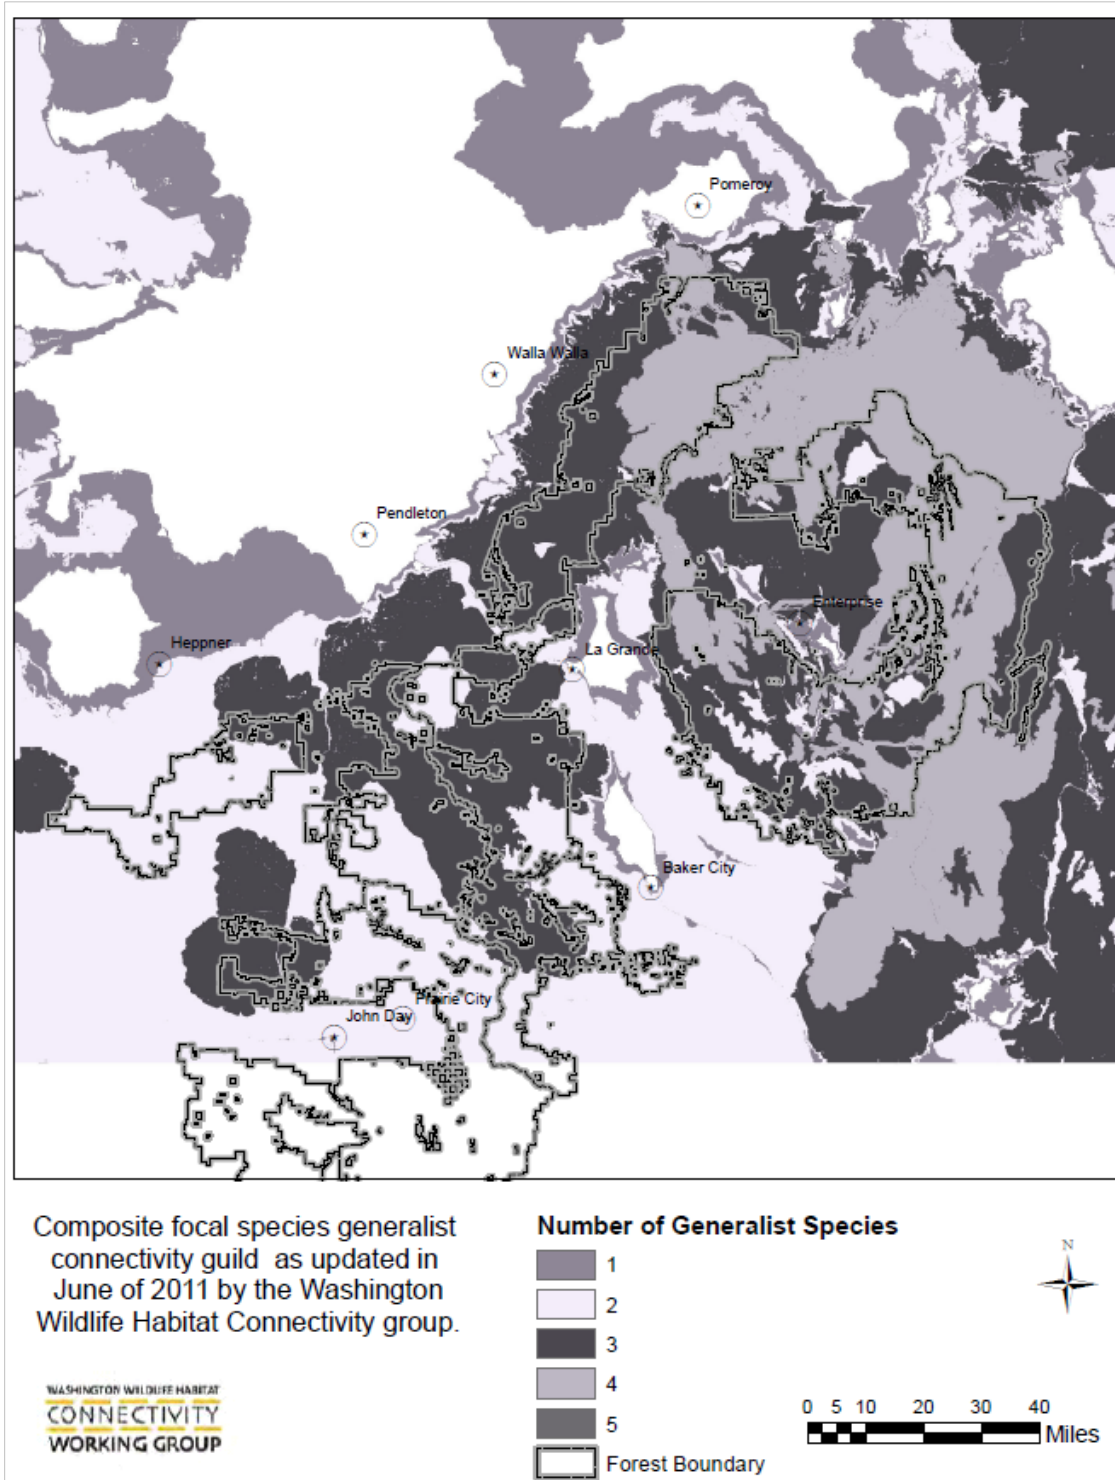 Pomeroy
Walla Walla
Pendleton
Enterprise
Heppner
La Grande
Baker City
Prairie City
John Day
Composite focal species generalist
connectivity guild as updated in
June of 2011 by the Washington
Wildlife Habitat Connectivity group.
WASHINGTON WILDLIFE HABITAT
CONNECTIVITY
WORKING GROUP
Number of Generalist Species
1
2
3
4
5
Forest Boundary
N
0 5 10 20 30 40
Miles